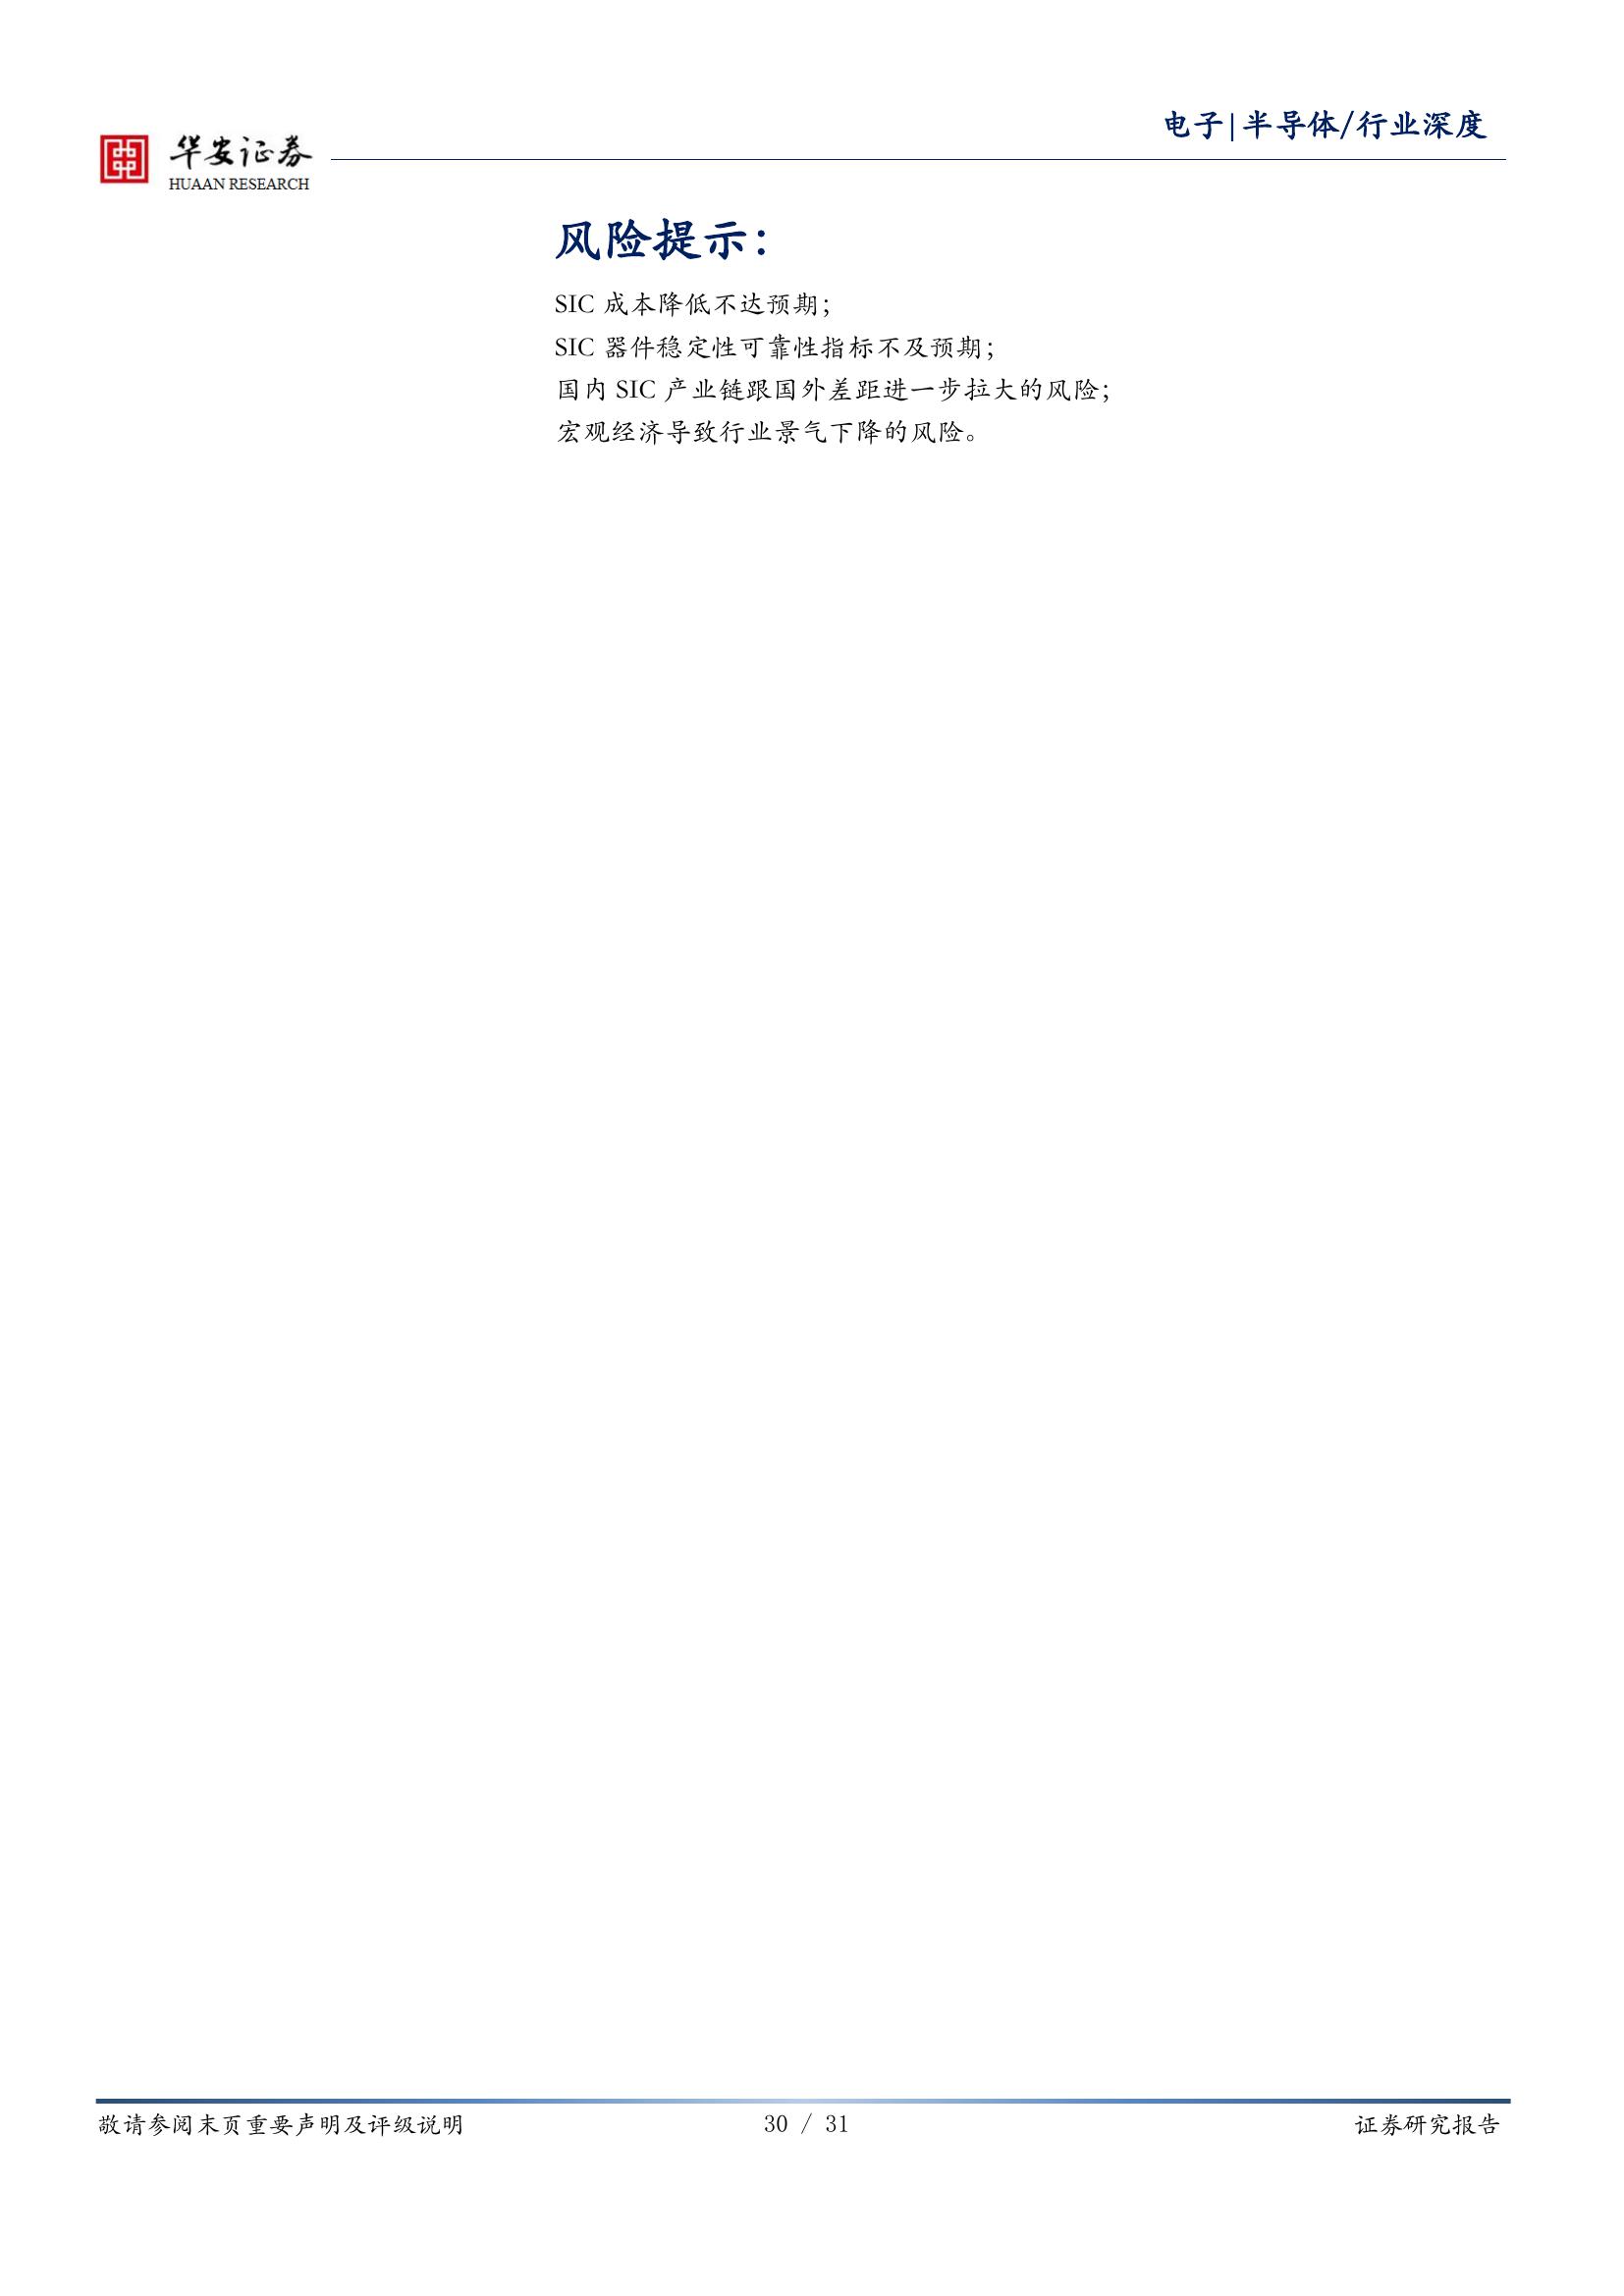 电子|半导体/行业深度
华安证券
HUAAN RESEARCH
风险提示：
SIC 成本降低不达预期；
SIC 器件稳定性可靠性指标不及预期；
国内 SIC 产业链跟国外差距进一步拉大的风险；
宏观经济导致行业景气下降的风险。
敬请参阅末页重要声明及评级说明
30 / 31
证券研究报告